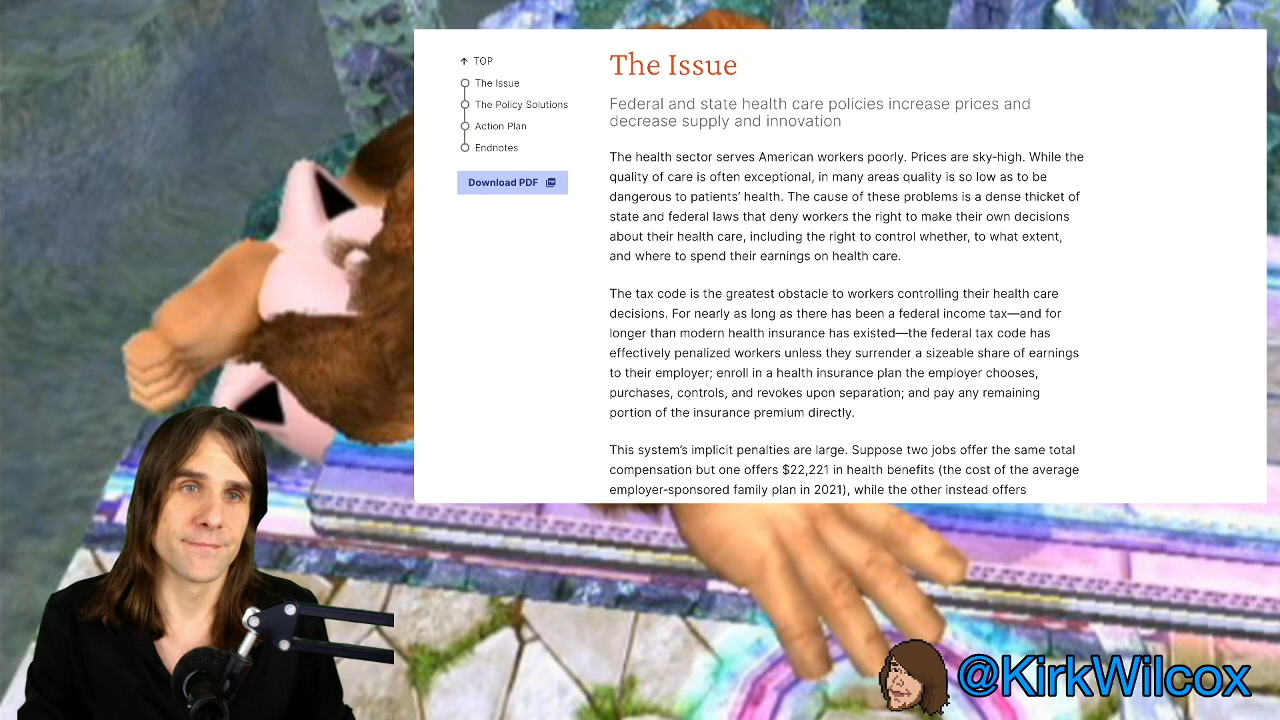 TOP
The Issue
The Policy Solutions
Action Plan
Endnotes
Download PDF
The Issue
Federal and state health care policies increase prices and
decrease supply and innovation
The health sector serves American workers poorly. Prices are sky-high. While the
quality of care is often exceptional, in many areas quality is so low as to be
dangerous to patients’ health. The cause of these problems is a dense thicket of
state and federal laws that deny workers the right to make their own decisions
about their health care, including the right to control whether, to what extent,
and where to spend their earnings on health care.
The tax code is the greatest obstacle to workers controlling their health care
decisions. For nearly as long as there has been a federal income tax—and for
longer than modern health insurance has existed—the federal tax code has
effectively penalized workers unless they surrender a sizeable share of earnings
to their employer; enroll in a health insurance plan the employer chooses,
purchases, controls, and revokes upon separation; and pay any remaining
portion of the insurance premium directly.
This system’s implicit penalties are large. Suppose two jobs offer the same total
compensation but one offers $22,221 in health benefits (the cost of the average
employer-sponsored family plan in 2021), while the other instead offers
@KirkWilcox